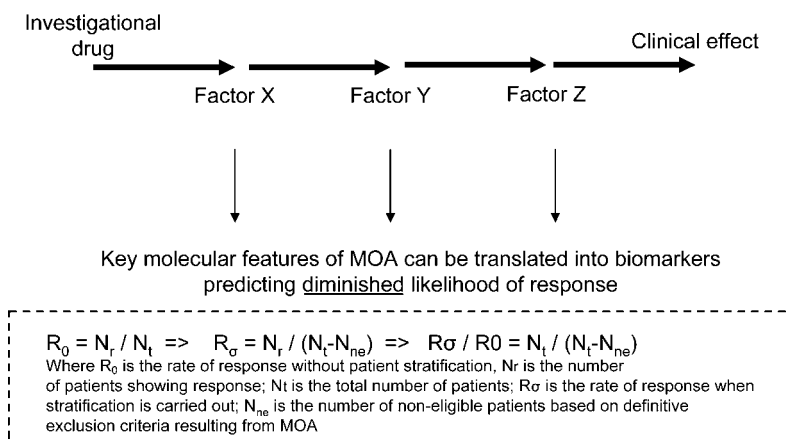 Investigational
drug
Clinical effect
Factor X
Factor Y
Factor Z
Key molecular features of MOA can be translated into biomarkers
predicting diminished likelihood of response
R₀ = Nᵣ / Nₜ => R_σ = Nᵣ / (Nₜ-Nₙₑ) => Rσ / R0 = Nₜ / (Nₜ-Nₙₑ)
Where R₀ is the rate of response without patient stratification, Nr is the number
of patients showing response; Nt is the total number of patients; Rσ is the rate of response when
stratification is carried out; Nₙₑ is the number of non-eligible patients based on definitive
exclusion criteria resulting from MOA